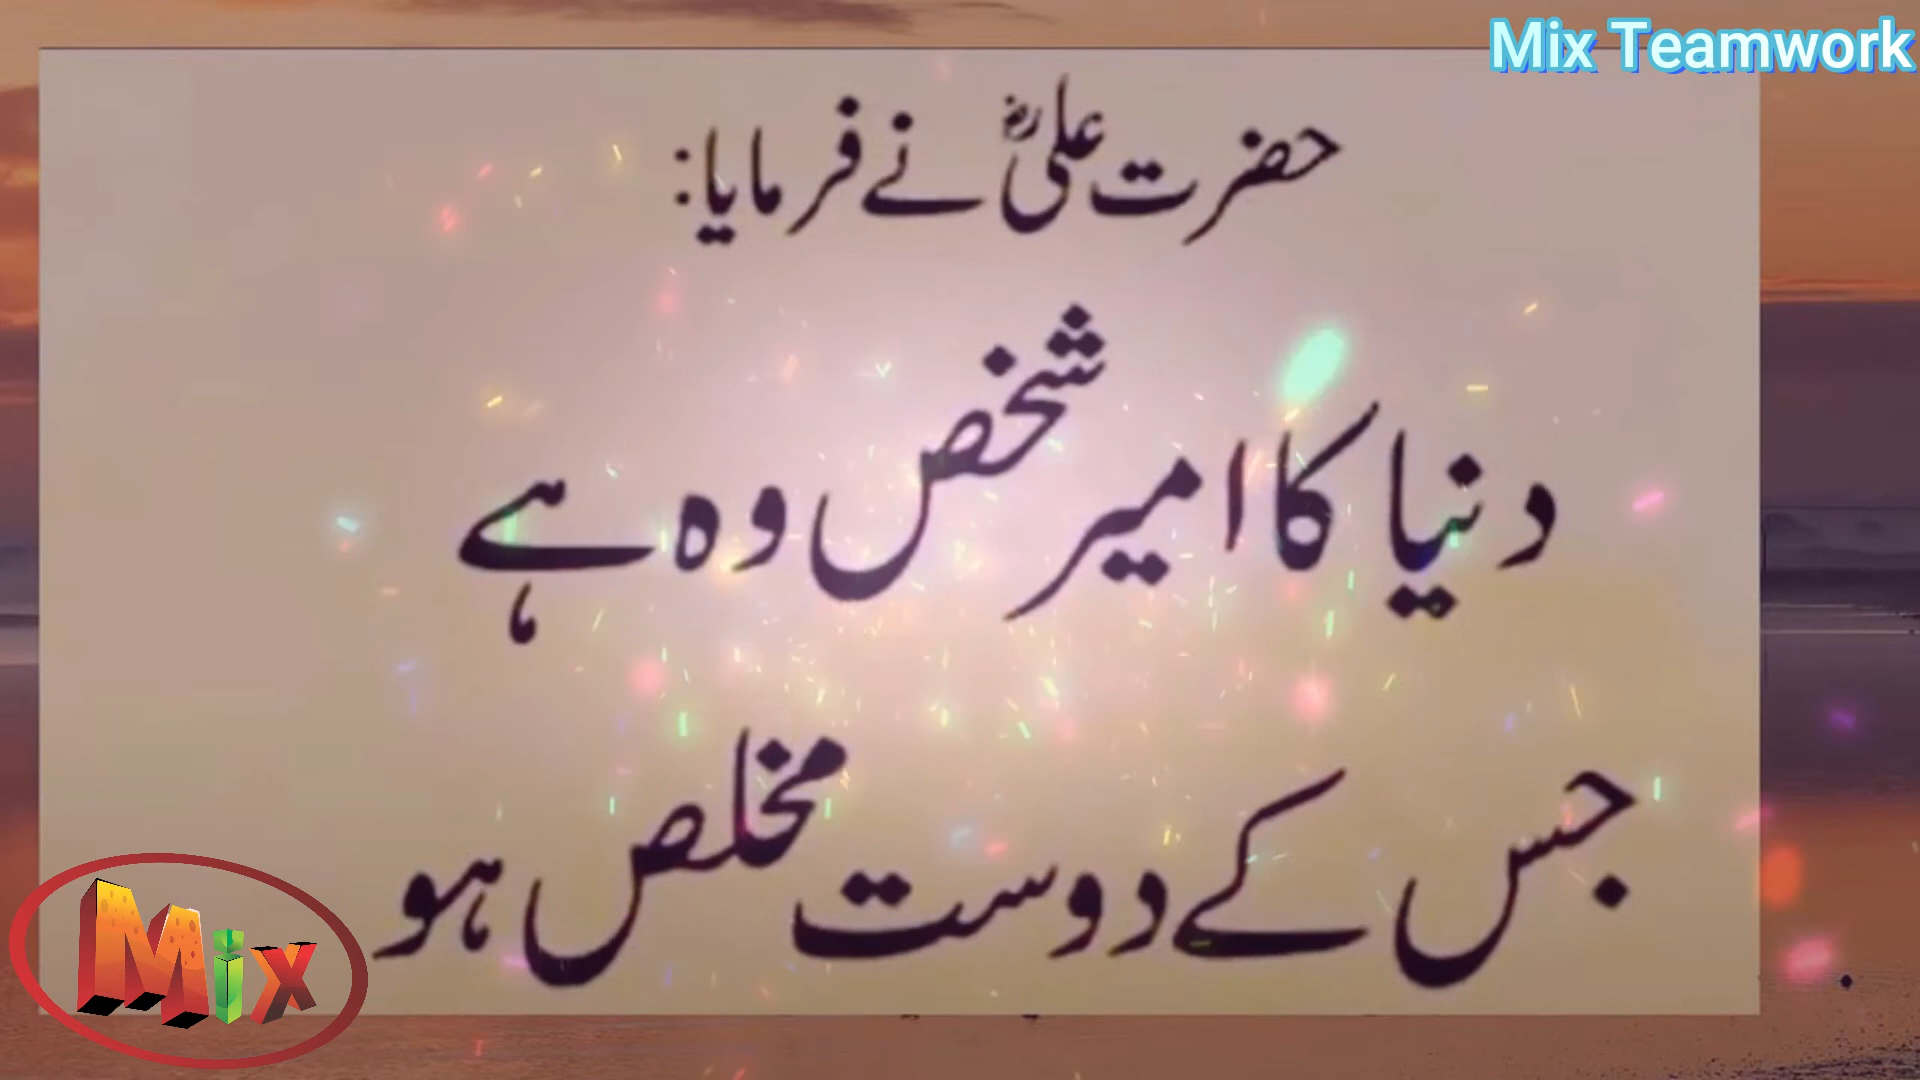 Mix Teamwork
حضرت علیؓ نے فرمایا:
دنیا کا امیر شخص وہ ہے
جس کے دوست مخلص ہو
Mix